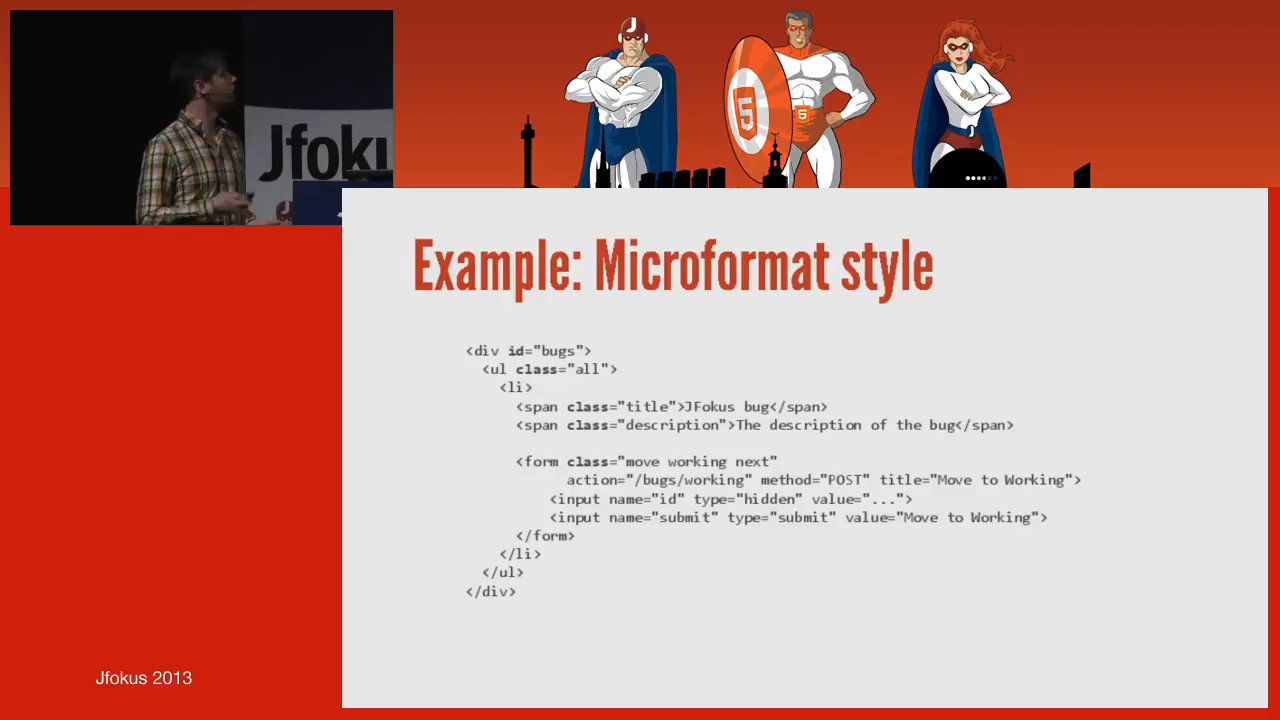 Jfoku
J
5
5
Example: Microformat style
<div id="bugs">
<ul class="all">
<li>
<span class="title">JFokus bug</span>
<span class="description">The description of the bug</span>
<form class="move working next"
action="/bugs/working" method="POST" title="Move to Working">
<input name="id" type="hidden" value="...">
<input name="submit" type="submit" value="Move to Working">
</form>
</li>
</ul>
</div>
Jfokus 2013